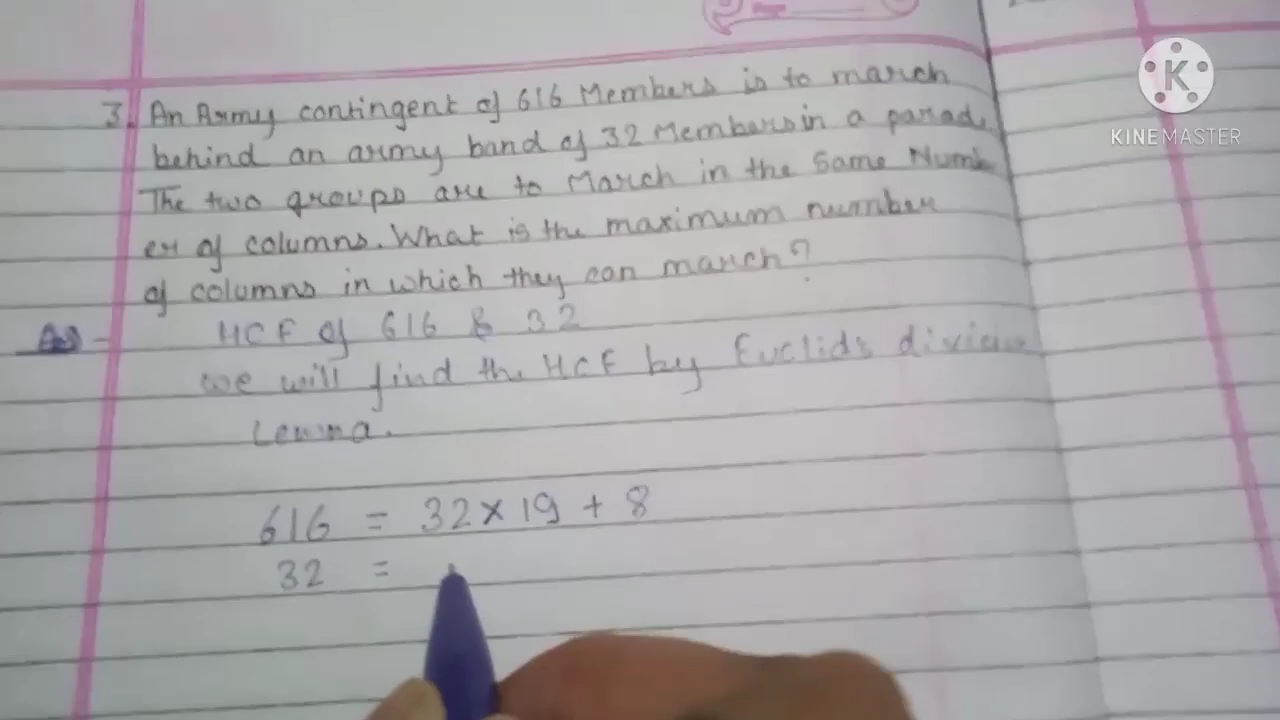 3. An Army contingent of 616 Members is to march
behind an army band of 32 Members in a parade.
The two groups are to March in the Same Numb
er of columns. What is the maximum number
of columns in which they can march?
HCF of 616 & 32
we will find the HCF by Euclids division
Lemma.
616 = 32 × 19 + 8
32 =
K
KINEMASTER